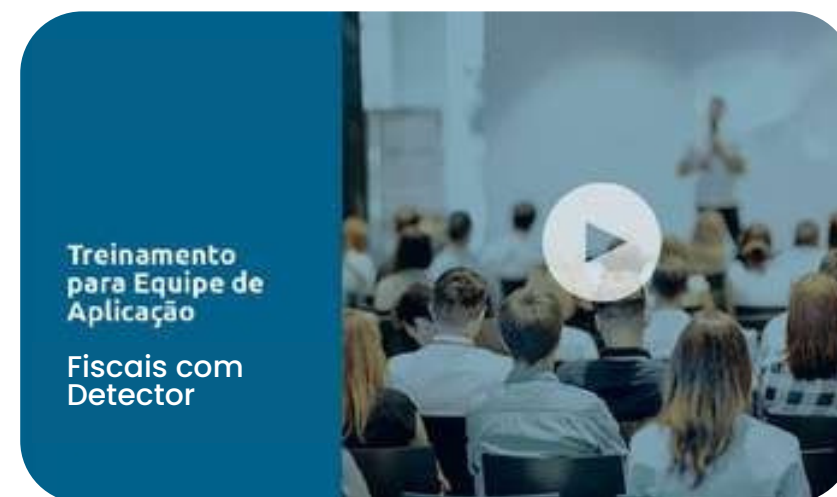 Treinamento
para Equipe de
Aplicação
Fiscais com
Detector